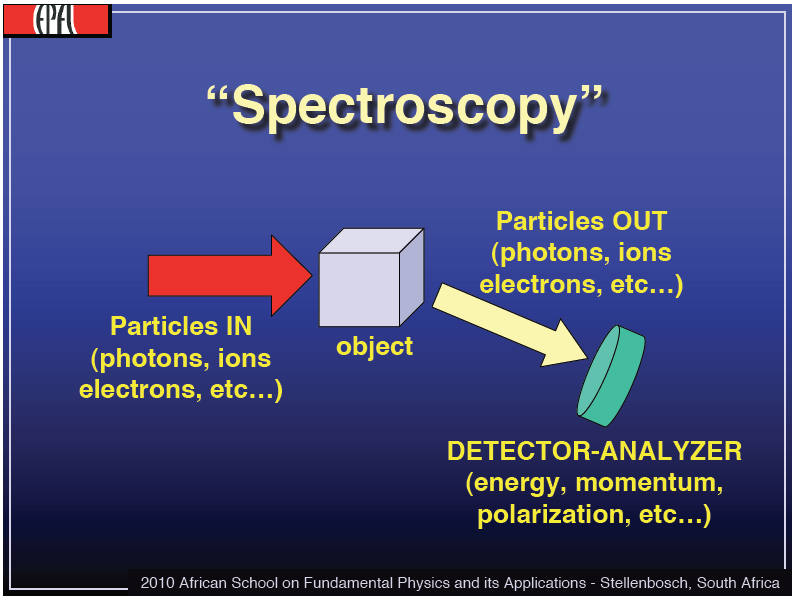 EPFL
“Spectroscopy”
Particles OUT
(photons, ions
electrons, etc…)
Particles IN
(photons, ions
electrons, etc…)
object
DETECTOR-ANALYZER
(energy, momentum,
polarization, etc…)
2010 African School on Fundamental Physics and its Applications - Stellenbosch, South Africa